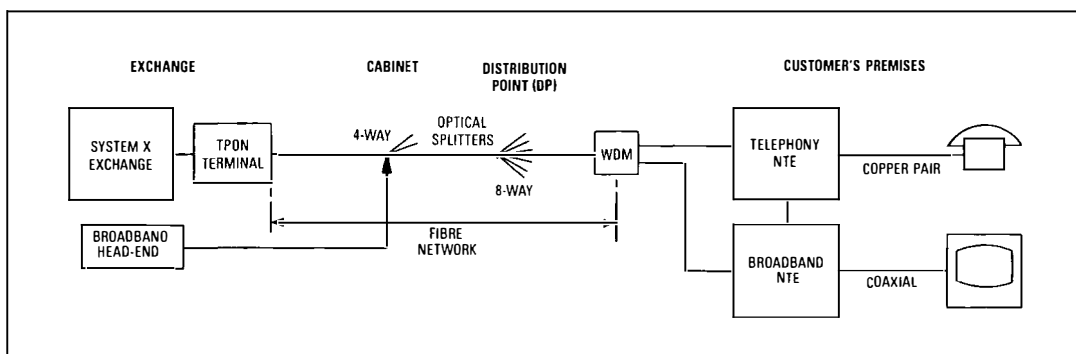 EXCHANGE
CABINET
DISTRIBUTION
POINT (DP)
CUSTOMER'S PREMISES
SYSTEM X
EXCHANGE
TPON
TERMINAL
4-WAY
OPTICAL
SPLITTERS
8-WAY
WDM
TELEPHONY
NTE
COPPER PAIR
BROADBANO
HEAD-END
FIBRE
NETWORK
BROADBAND
NTE
COAXIAL